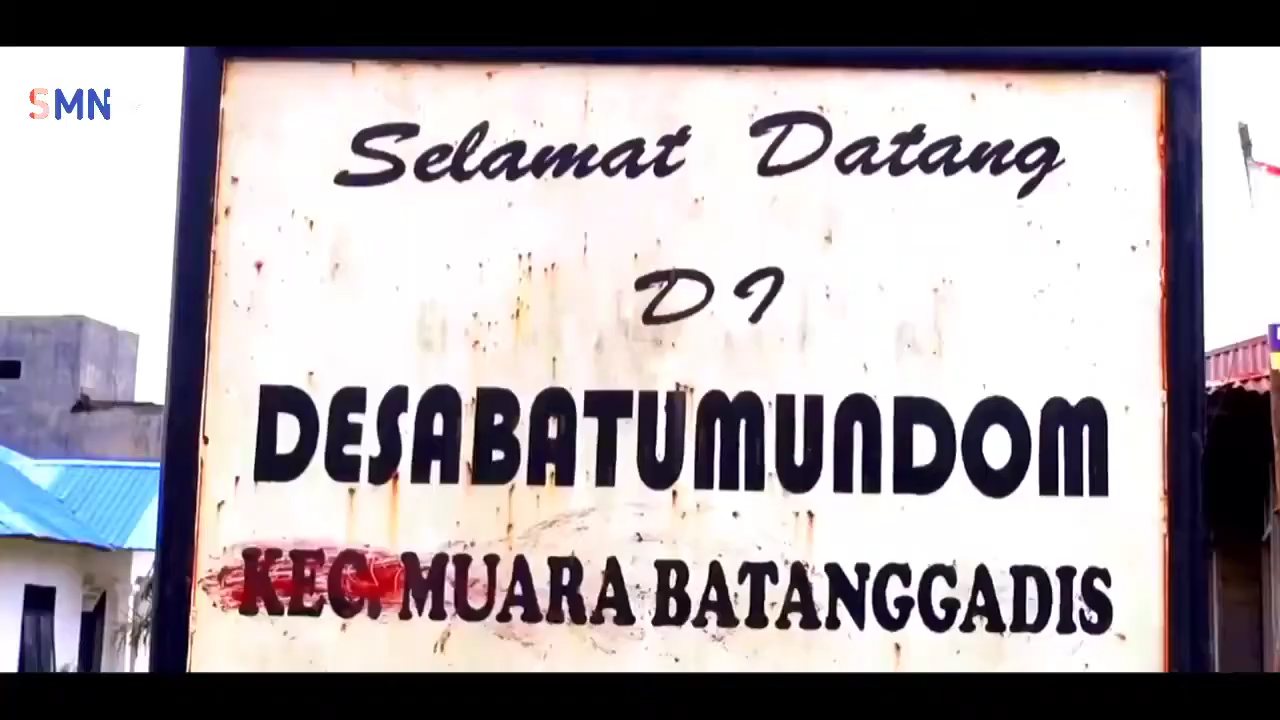 SMN
Selamat Datang
DI
DESABATUMUNDOM
KEC. MUARA BATANGGADIS